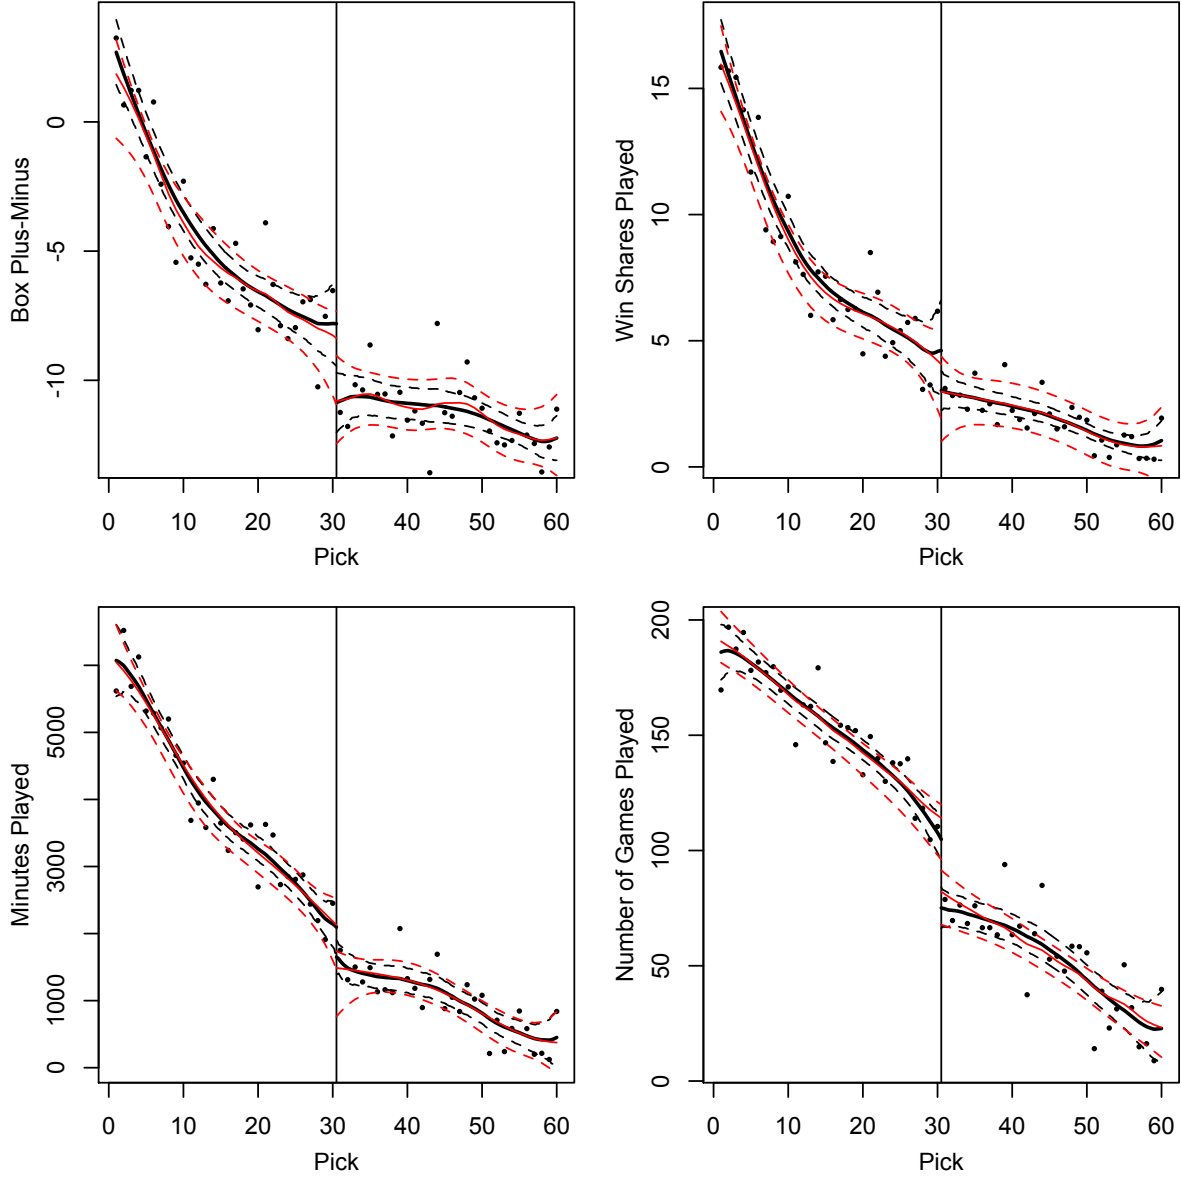 Box Plus-Minus
0
-5
-10
0 10 20 30 40 50 60
Pick
Win Shares Played
15
10
5
0
0 10 20 30 40 50 60
Pick
Minutes Played
5000
3000
1000
0
0 10 20 30 40 50 60
Pick
Number of Games Played
200
150
100
50
0
0 10 20 30 40 50 60
Pick